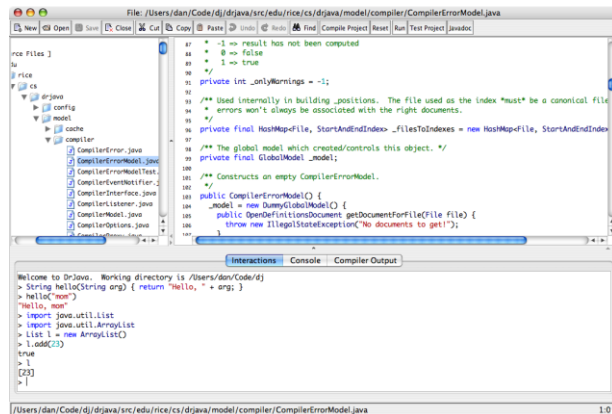 File: /Users/dan/Code/dj/drjava/src/edu/rice/cs/drjava/model/compiler/CompilerErrorModel.java
New Open Save Close Cut Copy Paste Undo Redo Find Compile Project Reset Run Test Project Javadoc
rce Files ]
du
rice
cs
drjava
config
model
cache
compiler
CompilerError.java
CompilerErrorModel.java
CompilerErrorModelTest.
CompilerEventNotifier.j
CompilerInterface.java
CompilerListener.java
CompilerModel.java
CompilerOptions.java
87 * -1 => result has not been computed
88 * 0 => false
89 * 1 => true
90 */
91 private int _onlyWarnings = -1;
92
93 /** Used internally in building _positions. The file used as the index *must* be a canonical file
94 * errors won't always be associated with the right documents.
95 */
96 private final HashMap<File, StartAndEndIndex> _filesToIndexes = new HashMap<File, StartAndEndIndex
97
98 /** The global model which created/controls this object. */
99 private final GlobalModel _model;
100
101 /** Constructs an empty CompilerErrorModel.
102 */
103 public CompilerErrorModel() {
104 _model = new DummyGlobalModel() {
105 public OpenDefinitionsDocument getDocumentForFile(File file) {
106 throw new IllegalStateException("No documents to get!");
107 }
Interactions Console Compiler Output
Welcome to DrJava. Working directory is /Users/dan/Code/dj
> String hello(String arg) { return "Hello, " + arg; }
> hello("mom")
"Hello, mom"
> import java.util.List
> import java.util.ArrayList
> List l = new ArrayList()
> l.add(23)
true
> l
[23]
>
/Users/dan/Code/dj/drjava/src/edu/rice/cs/drjava/model/compiler/CompilerErrorModel.java 1:0